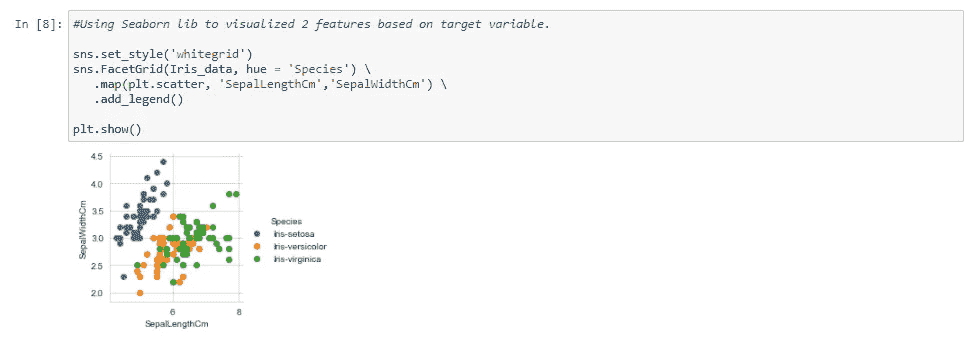 In [8]: #Using Seaborn lib to visualized 2 features based on target variable.
sns.set_style('whitegrid')
sns.FacetGrid(Iris_data, hue = 'Species') \
.map(plt.scatter, 'SepalLengthCm','SepalWidthCm') \
.add_legend()
plt.show()
4.5
4.0
3.5
3.0
2.5
2.0
SepalWidthCm
6 8
SepalLengthCm
Species
Iris-setosa
Iris-versicolor
Iris-virginica